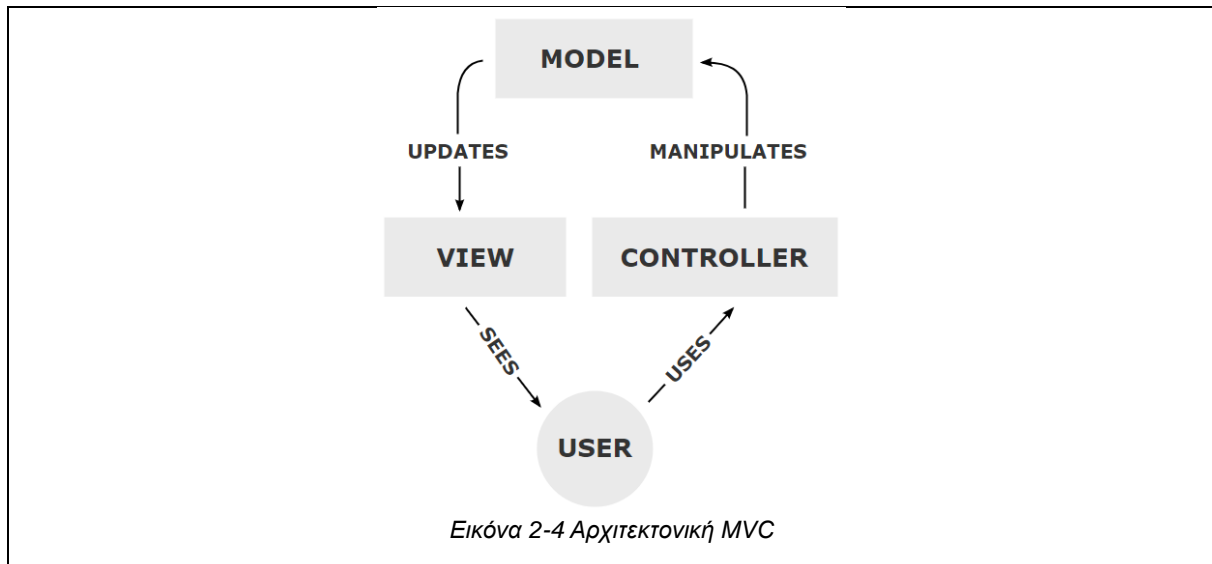 MODEL
UPDATES
MANIPULATES
VIEW
CONTROLLER
SEES
USES
USER
Εικόνα 2-4 Αρχιτεκτονική MVC